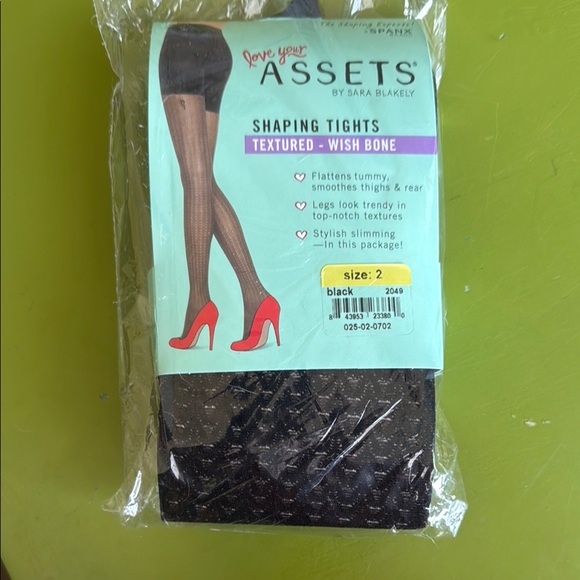 The Shaping Experts!
SPANX
love your
ASSETS®
BY SARA BLAKELY
SHAPING TIGHTS
TEXTURED - WISH BONE
Flattens tummy,
smoothes thighs & rear
Legs look trendy in
top-notch textures
Stylish slimming
—In this package!
size: 2
black 2049
8 43953 23380 0
025-02-0702